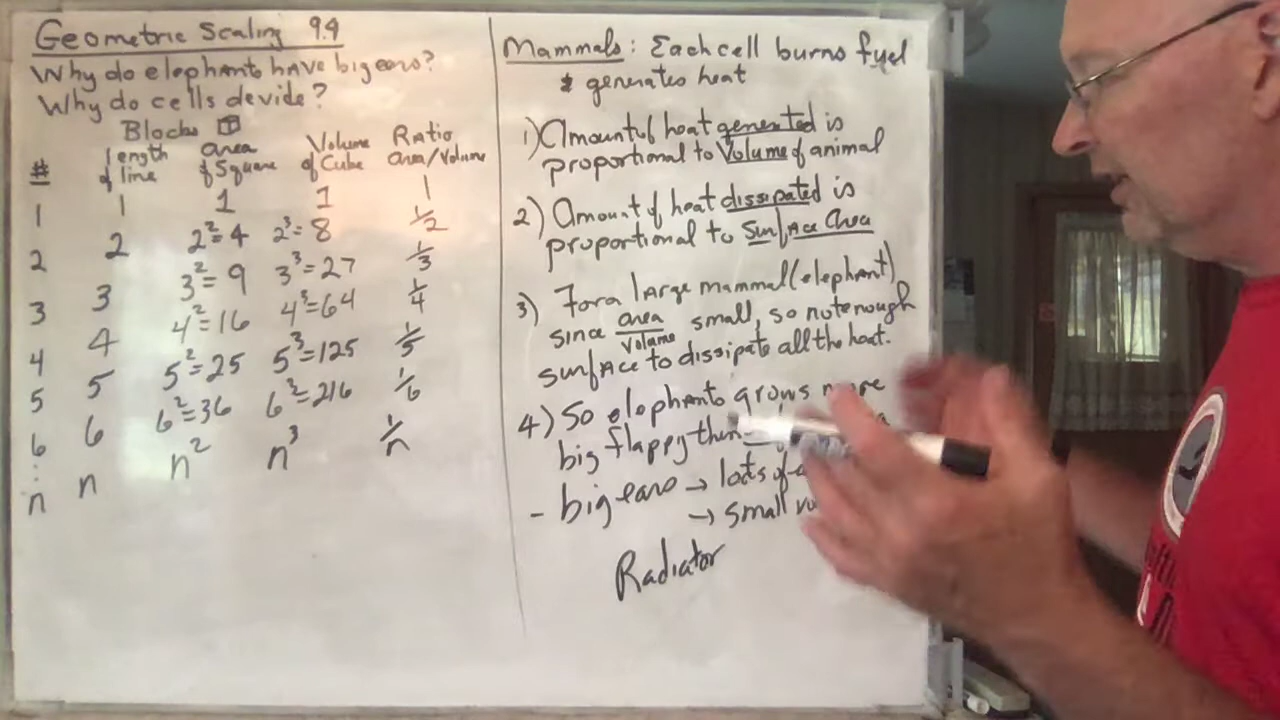 Geometric Scaling 9.4
Why do elephants have big ears?
Why do cells devide?
Blocks
# length of line area of Square Volume of Cube Ratio area/Volume
1 1 1 1 1
2 2 2²=4 2³=8 1/2
3 3 3²=9 3³=27 1/3
4 4 4²=16 4³=64 1/4
5 5 5²=25 5³=125 1/5
6 6 6²=36 6³=216 1/6
⋮
n n n² n³ 1/n
Mammals: Each cell burns fuel
& generates heat
1) Amount of heat generated is
proportional to Volume of animal
2) Amount of heat dissipated is
proportional to Surface Area
3) For a large mammal (elephant)
since area/volume small, so not enough
surface to dissipate all the heat.
4) So elephants grows more
big flappy thin
- big ears → lots of
→ small
Radiator